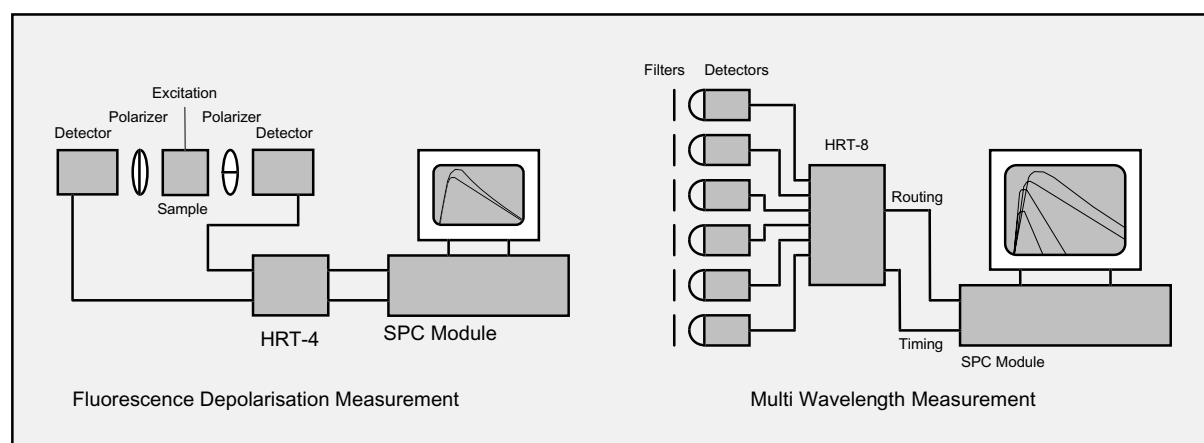 Excitation
Polarizer
Polarizer
Detector
Detector
Sample
HRT-4
SPC Module
Fluorescence Depolarisation Measurement
Filters
Detectors
HRT-8
Routing
Timing
SPC Module
Multi Wavelength Measurement